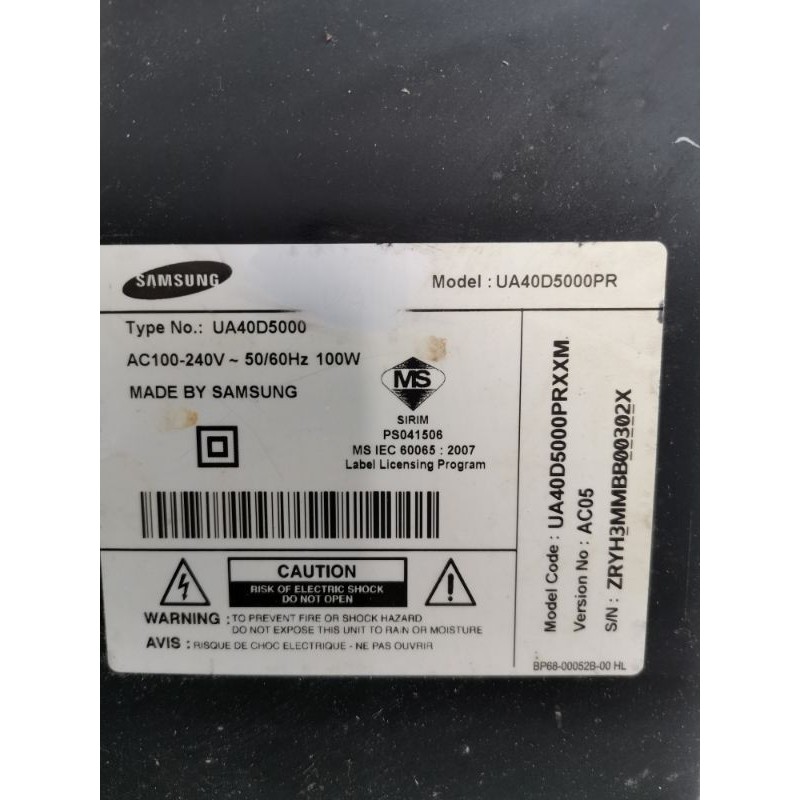 SAMSUNG
Model : UA40D5000PR
Type No.: UA40D5000
AC100-240V ~ 50/60Hz 100W
MADE BY SAMSUNG
MS
SIRIM
PS041506
MS IEC 60065 : 2007
Label Licensing Program
CAUTION
RISK OF ELECTRIC SHOCK
DO NOT OPEN
WARNING : TO PREVENT FIRE OR SHOCK HAZARD
DO NOT EXPOSE THIS UNIT TO RAIN OR MOISTURE
AVIS : RISQUE DE CHOC ELECTRIQUE - NE PAS OUVRIR
Model Code : UA40D5000PRXXM
Version No : AC05
S/N : ZRYH3MMBB00302X
BP68-00052B-00 HL